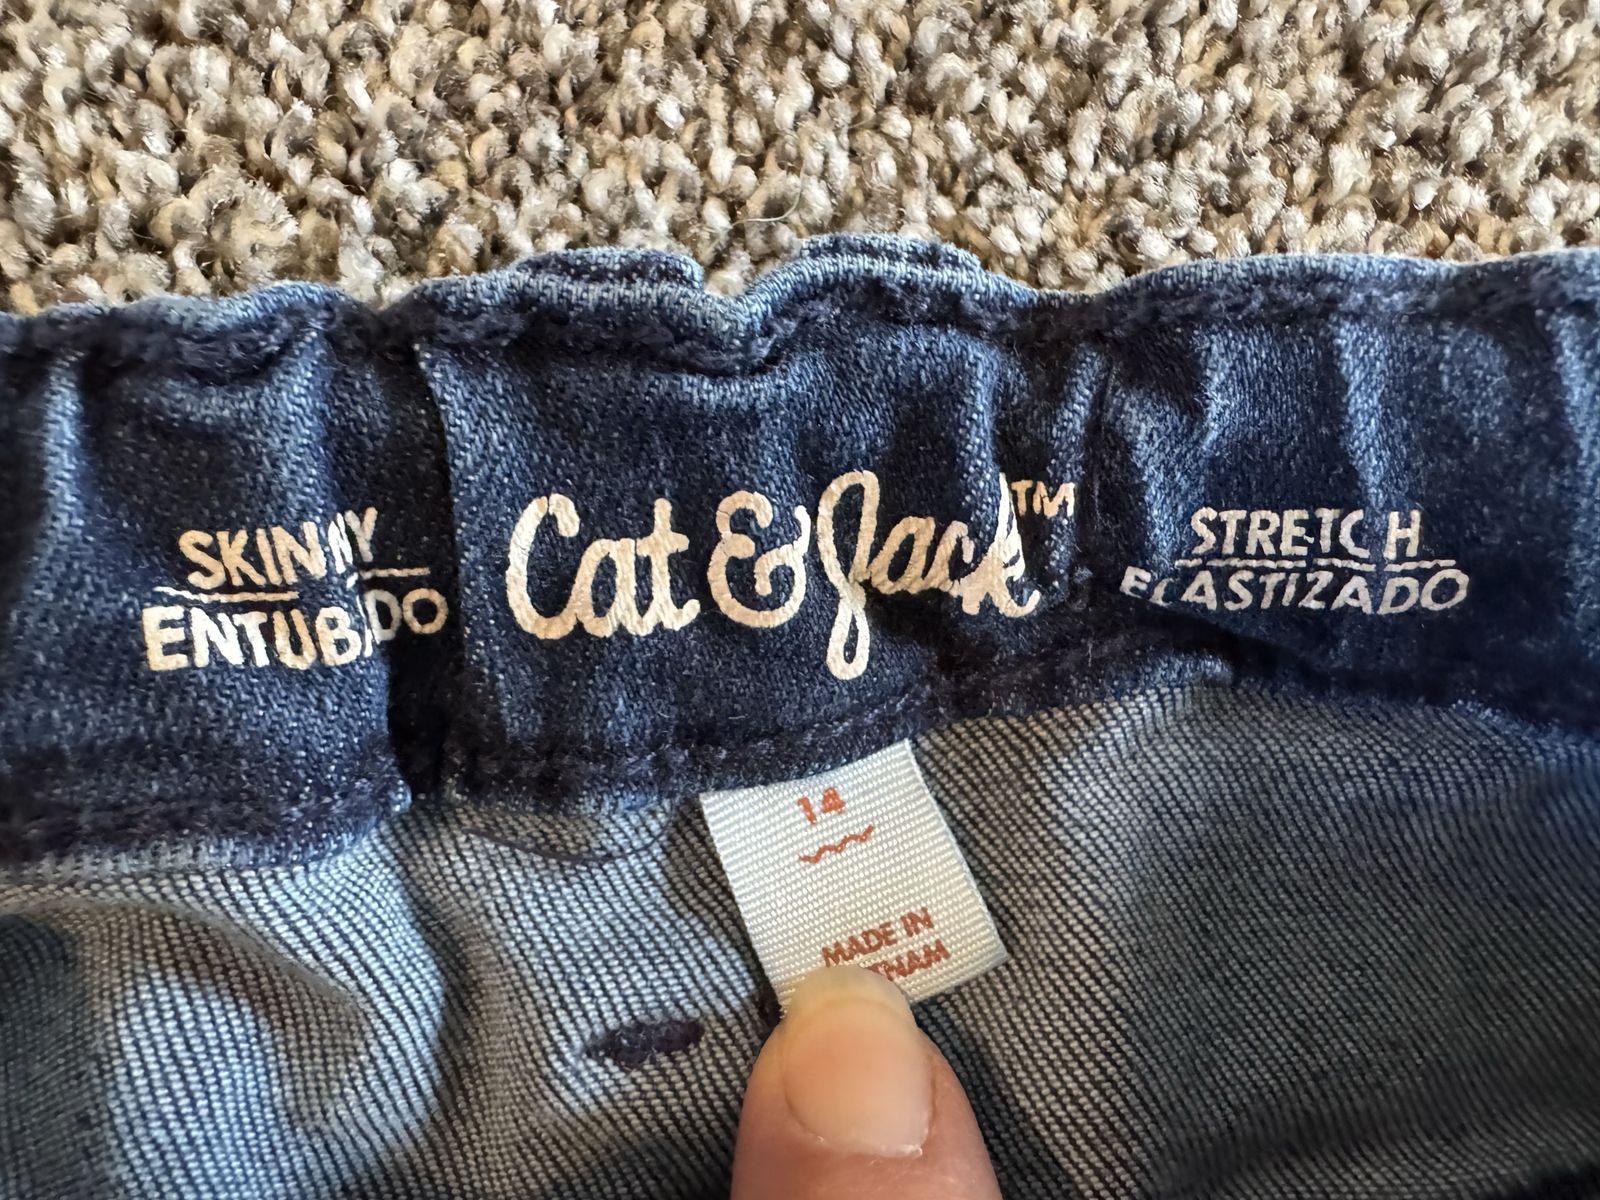 SKINNY
ENTUBADO
Cat & Jack™
STRETCH
ELASTIZADO
14
MADE IN